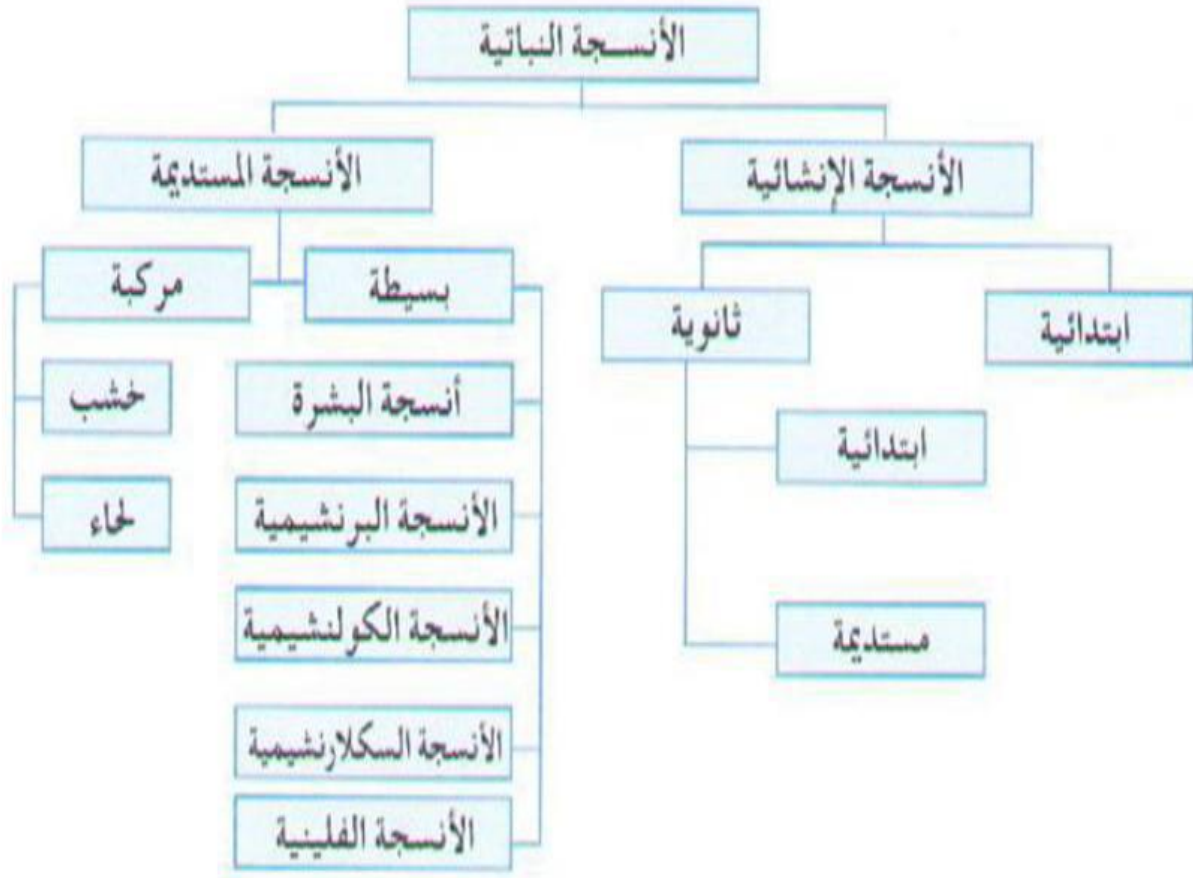 الأنسجة النباتية
الأنسجة الإنشائية
الأنسجة المستديمة
ابتدائية
ثانوية
ابتدائية
مستديمة
بسيطة
مركبة
أنسجة البشرة
الأنسجة البرنشيمية
الأنسجة الكولنشيمية
الأنسجة السكلارنشيمية
الأنسجة الفلينية
خشب
لحاء